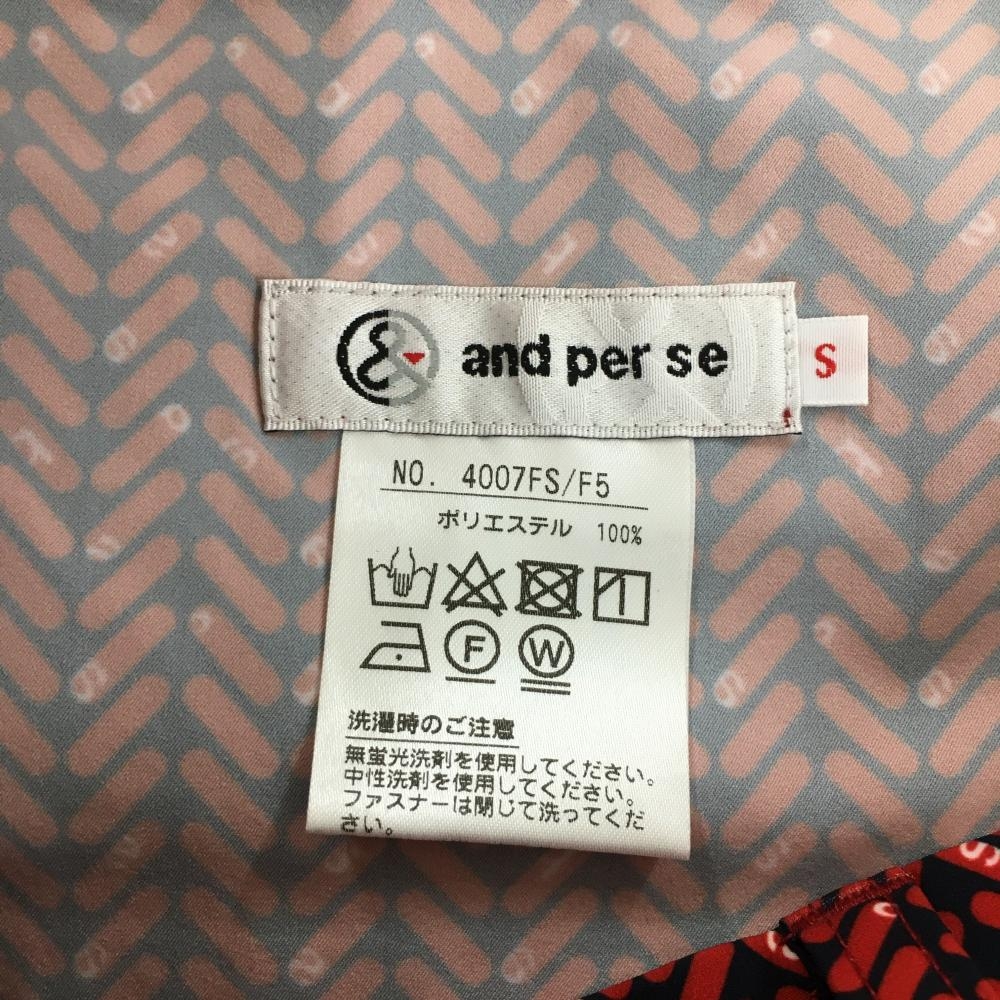 and per se
S
NO. 4007FS/F5
ポリエステル 100%
F
W
洗濯時のご注意
無蛍光洗剤を使用してください。
中性洗剤を使用してください。
ファスナーは閉じて洗ってくだ
さい。